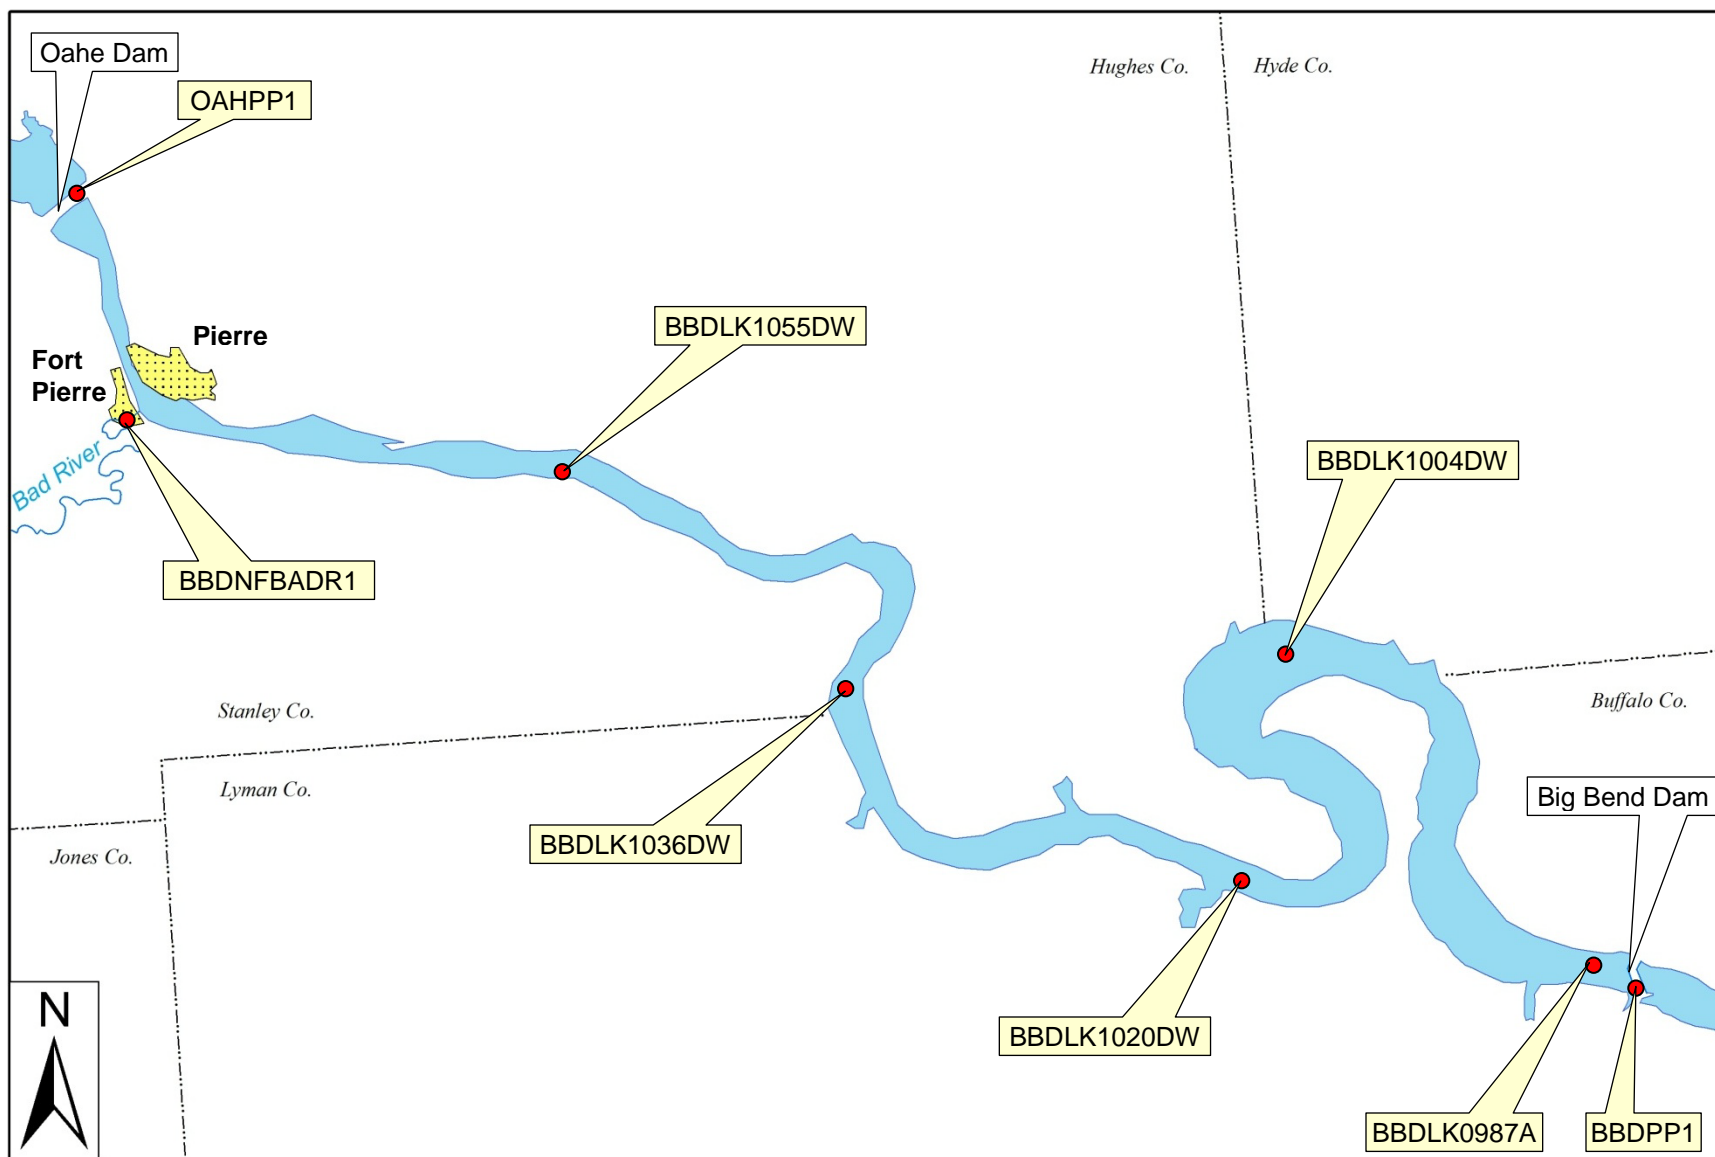 Oahe Dam
OAHPP1
Hughes Co.
Hyde Co.
BBDLK1055DW
Pierre
Fort
Pierre
Bad River
BBDNFBADR1
BBDLK1004DW
Stanley Co.
Buffalo Co.
Lyman Co.
Big Bend Dam
Jones Co.
BBDLK1036DW
BBDLK1020DW
N
BBDLK0987A
BBDPP1